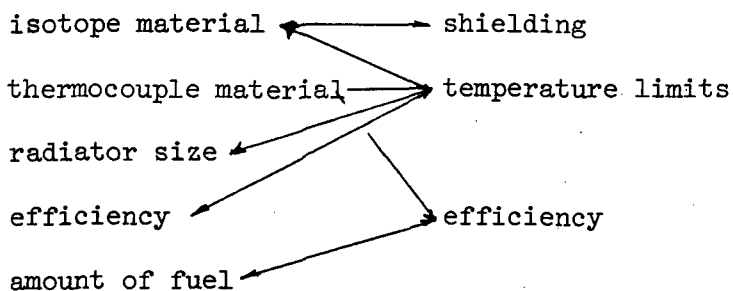 isotope material shielding
thermocouple material temperature limits
radiator size
efficiency efficiency
amount of fuel